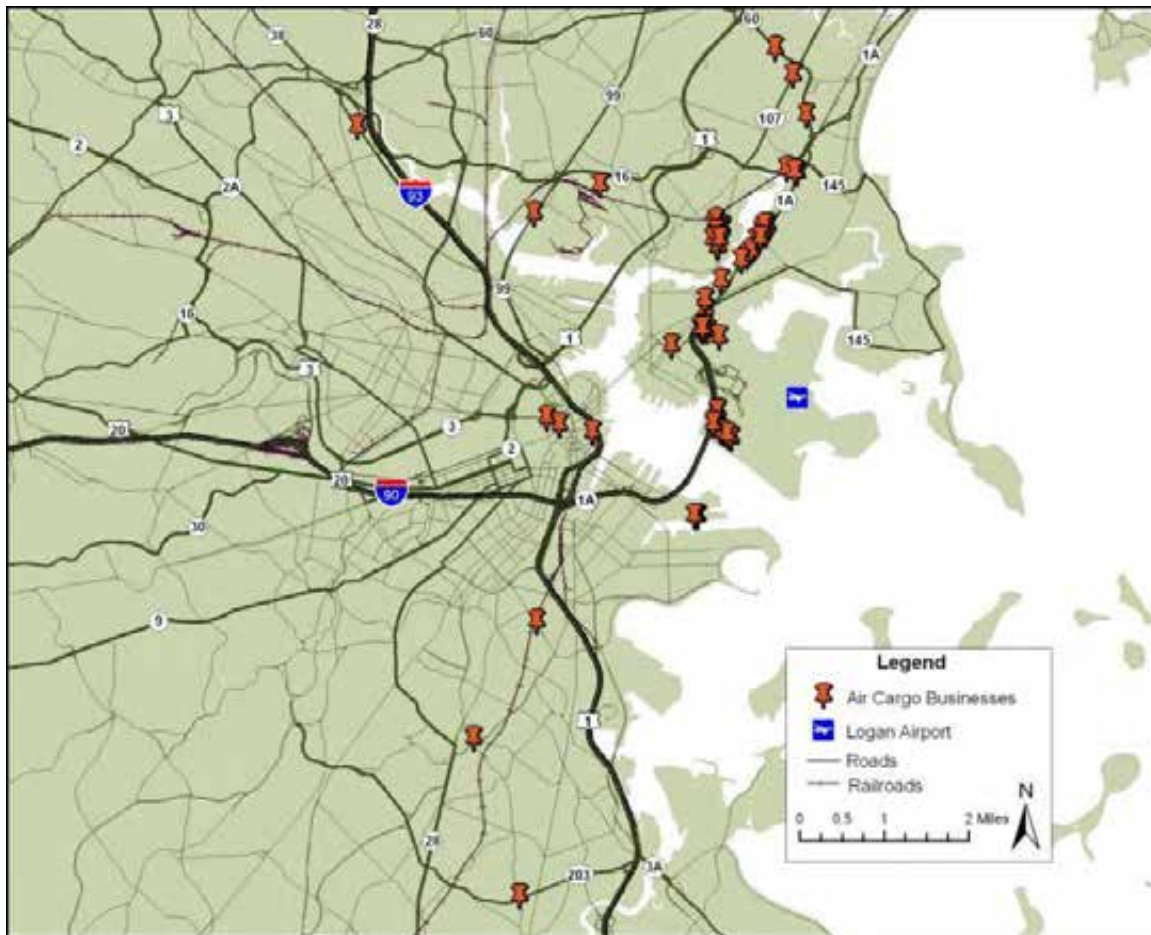 28
60
38
60
1A
99
3
107
2
1
16
2A
145
93
1A
99
16
1
145
3
20
3
2
20
90
1A
30
9
1
28
203
3A
Legend
Air Cargo Businesses
Logan Airport
Roads
Railroads
N
0 0.5 1 2 Miles